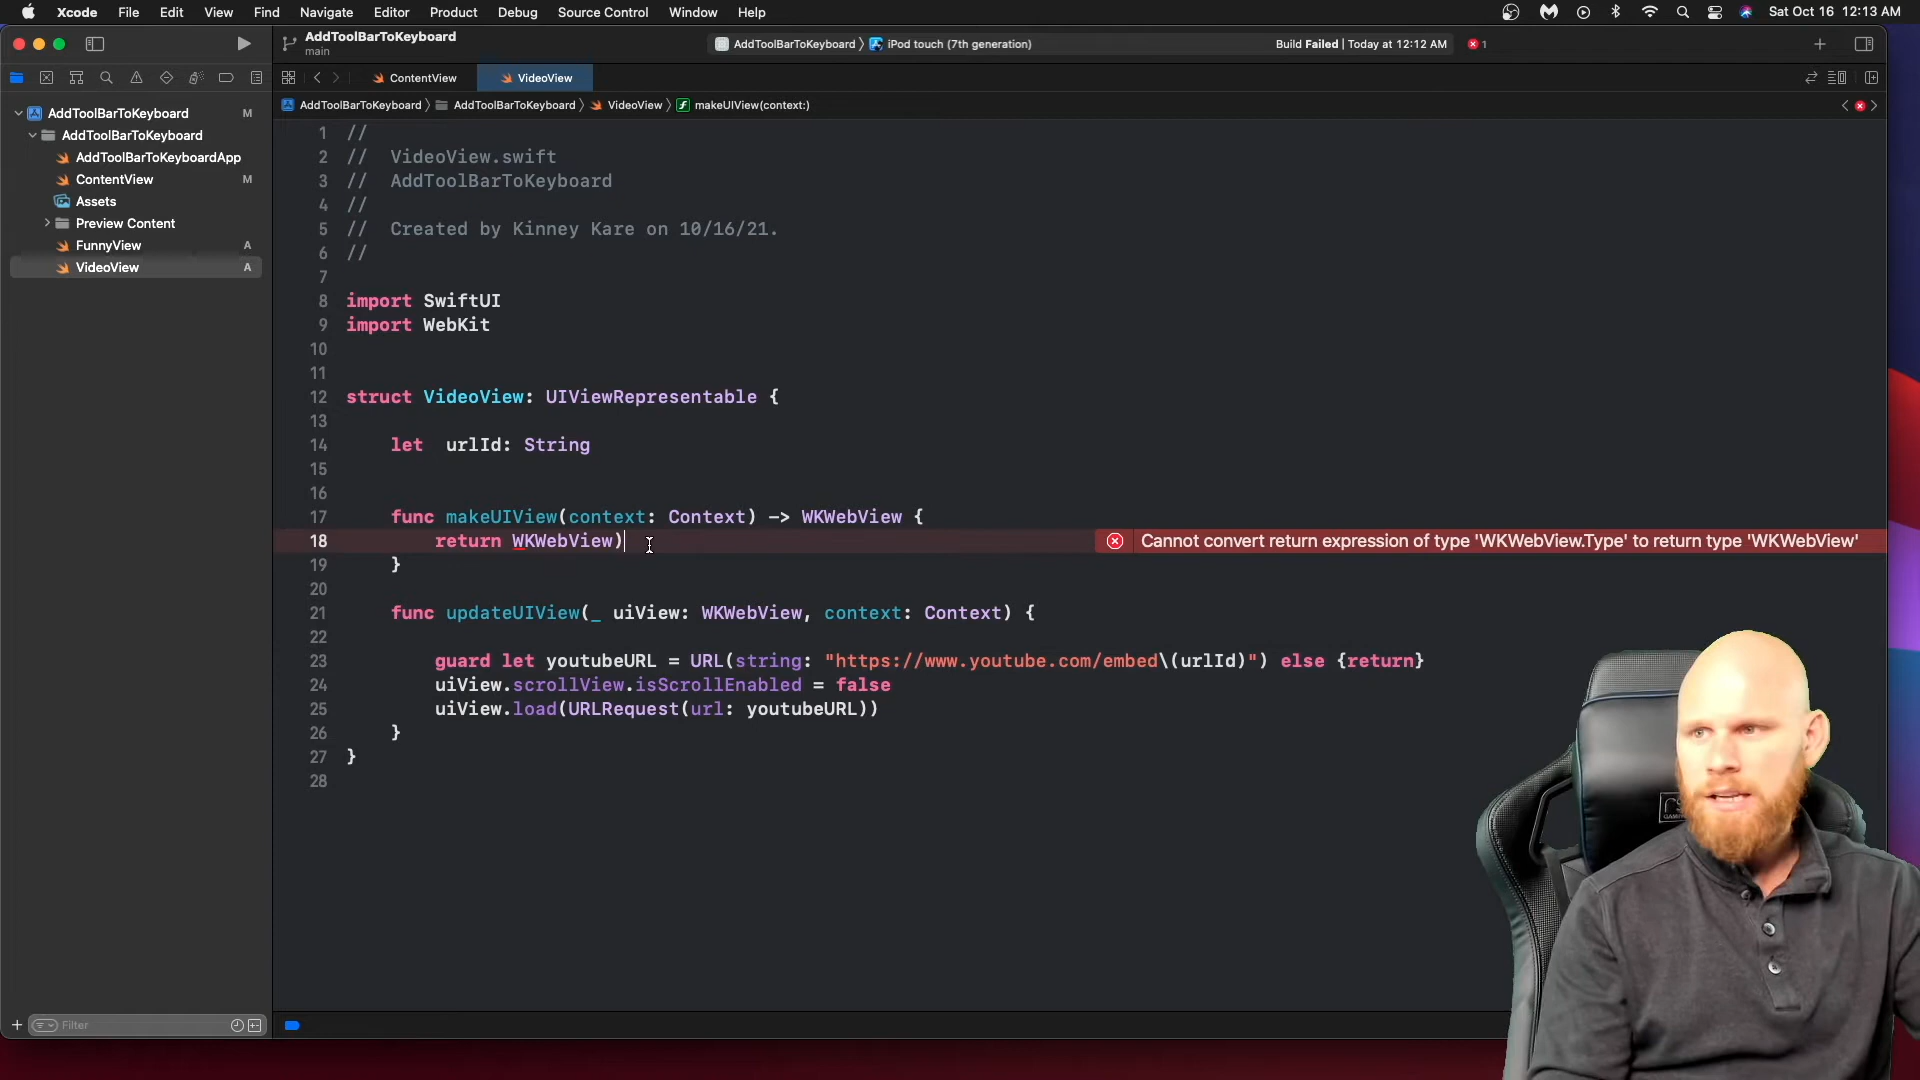 Xcode File Edit View Find Navigate Editor Product Debug Source Control Window Help Sat Oct 16 12:13 AM
AddToolBarToKeyboard
main
AddToolBarToKeyboard iPod touch (7th generation) Build Failed | Today at 12:12 AM 1
ContentView VideoView
AddToolBarToKeyboard AddToolBarToKeyboard VideoView makeUIView(context:)
AddToolBarToKeyboard M
AddToolBarToKeyboard
AddToolBarToKeyboardApp
ContentView M
Assets
Preview Content
FunnyView A
VideoView A
Filter
1 //
2 // VideoView.swift
3 // AddToolBarToKeyboard
4 //
5 // Created by Kinney Kare on 10/16/21.
6 //
7
8 import SwiftUI
9 import WebKit
10
11
12 struct VideoView: UIViewRepresentable {
13
14 let urlId: String
15
16
17 func makeUIView(context: Context) -> WKWebView {
18 return WKWebView) Cannot convert return expression of type 'WKWebView.Type' to return type 'WKWebView'
19 }
20
21 func updateUIView(_ uiView: WKWebView, context: Context) {
22
23 guard let youtubeURL = URL(string: "https://www.youtube.com/embed\(urlId)") else {return}
24 uiView.scrollView.isScrollEnabled = false
25 uiView.load(URLRequest(url: youtubeURL))
26 }
27 }
28